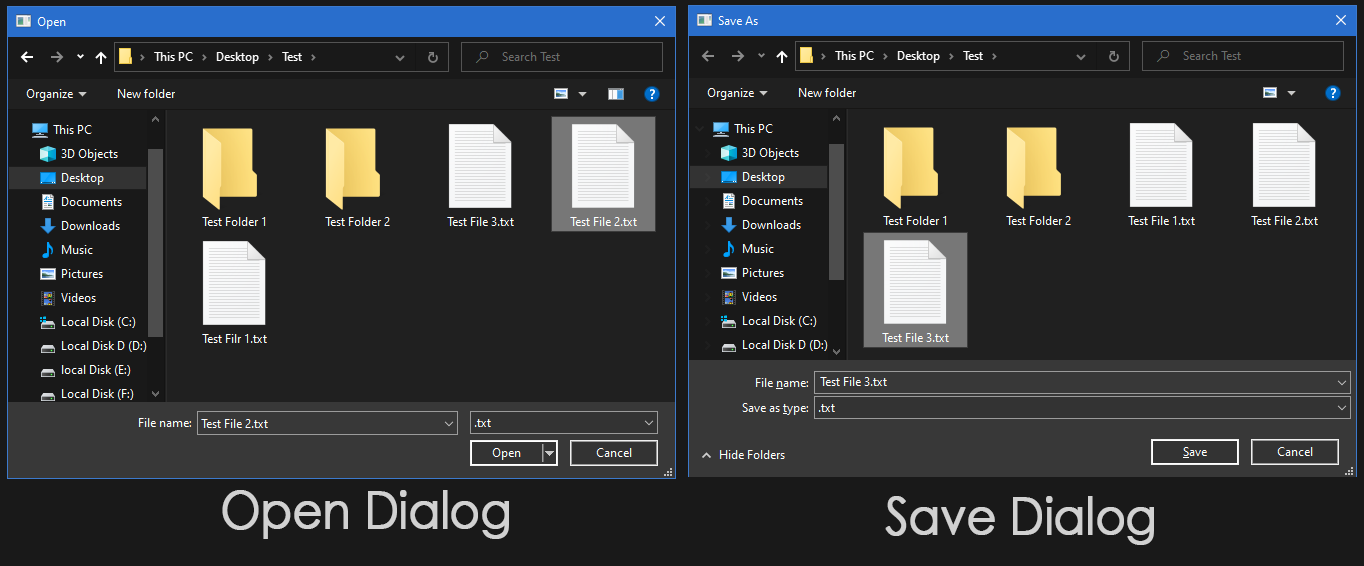 Open
This PC Desktop Test
Search Test
Organize
New folder
This PC
3D Objects
Desktop
Documents
Downloads
Music
Pictures
Videos
Local Disk (C:)
Local Disk D (D:)
local Disk (E:)
Local Disk (F:)
Test Folder 1
Test Folder 2
Test File 3.txt
Test File 2.txt
Test Filr 1.txt
File name: Test File 2.txt
.txt
Open
Cancel
Open Dialog
Save As
This PC Desktop Test
Search Test
Organize
New folder
This PC
3D Objects
Desktop
Documents
Downloads
Music
Pictures
Videos
Local Disk (C:)
Local Disk D (D:)
Test Folder 1
Test Folder 2
Test File 1.txt
Test File 2.txt
Test File 3.txt
File name: Test File 3.txt
Save as type: .txt
Hide Folders
Save
Cancel
Save Dialog